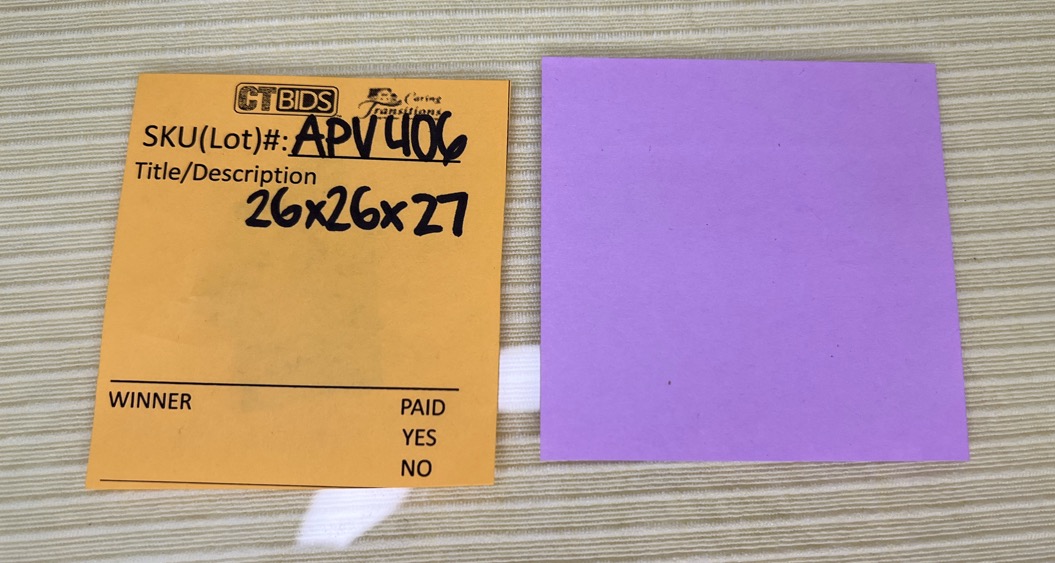 CTBIDS Caring
Transitions
SKU(Lot)#: APV406
Title/Description
26x26x27
WINNER PAID
YES
NO